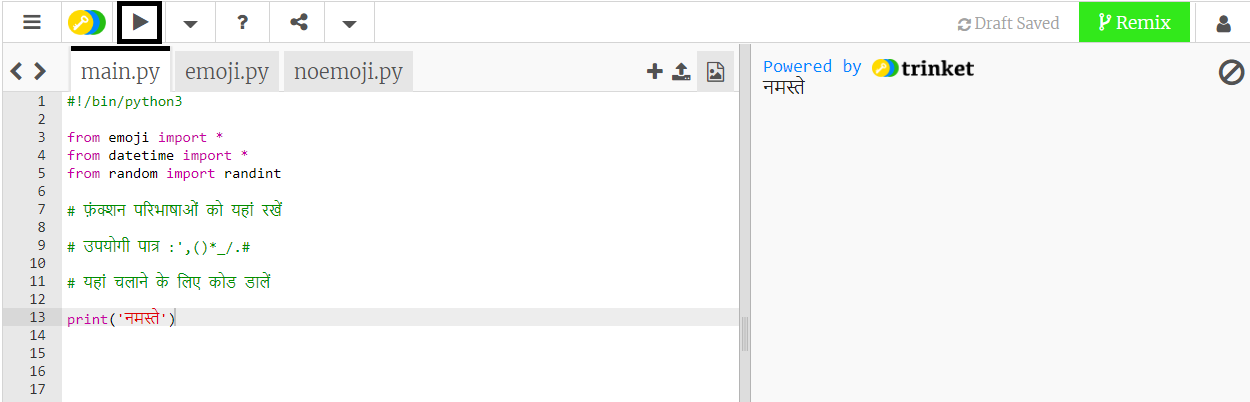 ? Draft Saved Remix
main.py emoji.py noemoji.py
1 #!/bin/python3
2
3 from emoji import *
4 from datetime import *
5 from random import randint
6
7 # फ़ंक्शन परिभाषाओं को यहां रखें
8
9 # उपयोगी पात्र :',()*_/.#
10
11 # यहां चलाने के लिए कोड डालें
12
13 print('नमस्ते')
14
15
16
17
Powered by trinket
नमस्ते